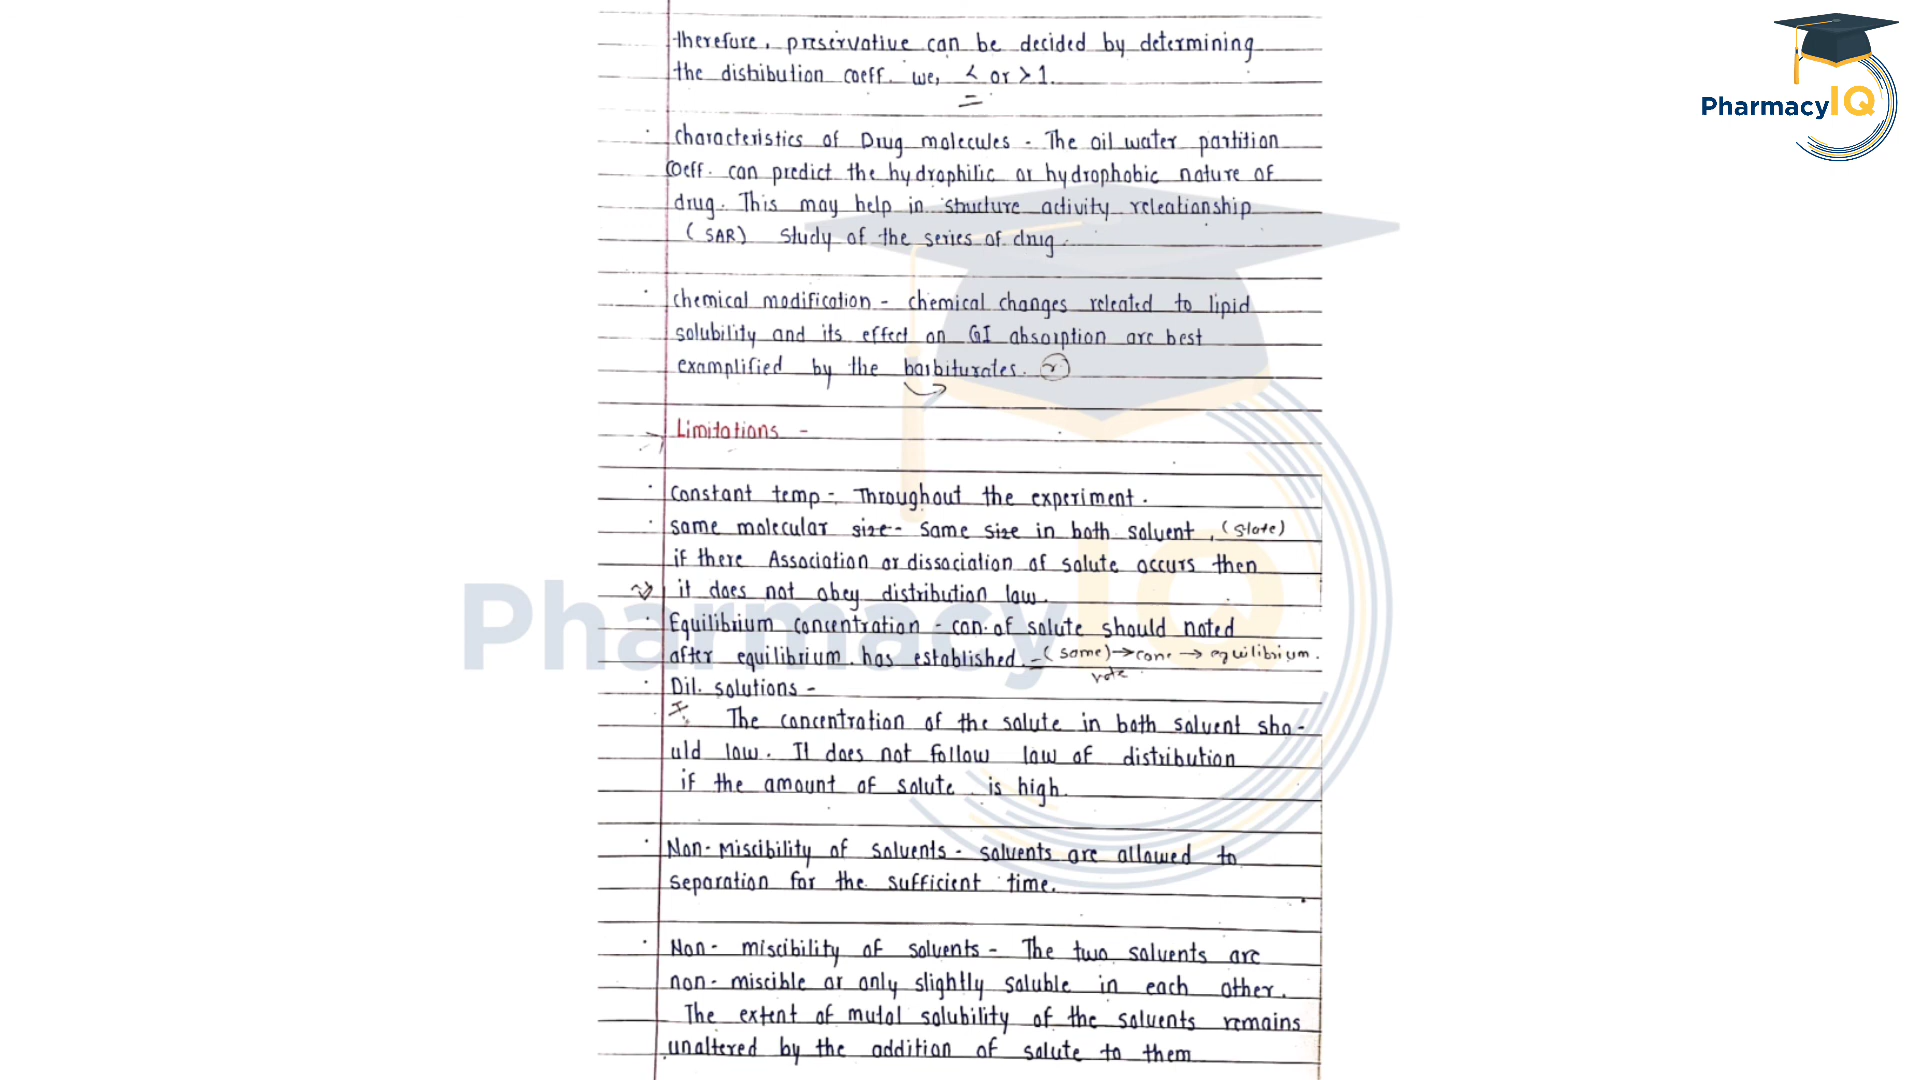 therefure, preservative can be decided by determining
the distribution coeff. we, < or > 1.
characteristics of Drug molecules - The oil water partition
Coeff. can predict the hydrophilic or hydrophobic nature of
drug. This may help in structure activity releationship
(SAR) study of the series of drug.
chemical modification - chemical changes releated to lipid
solubility and its effect on GI absorption are best
examplified by the barbiturates.
Limitations -
Constant temp - Throughout the experiment.
same molecular size - Same size in both solvent, (state)
if there Association or dissociation of solute occurs then
it does not obey distribution law.
Equilibrium concentration - con. of solute should noted
after equilibrium has established - (same) → conc → equilibrium.
rate
Dil. solutions -
The concentration of the solute in both solvent sho-
uld low. It does not follow law of distribution
if the amount of solute is high.
Non-Miscibility of solvents - solvents are allowed to
separation for the sufficient time.
Non- miscibility of solvents - The two solvents are
non-miscible or only slightly soluble in each other.
The extent of mutal solubility of the solvents remains
unaltered by the addition of solute to them
PharmacyIQ
PharmacyIQ